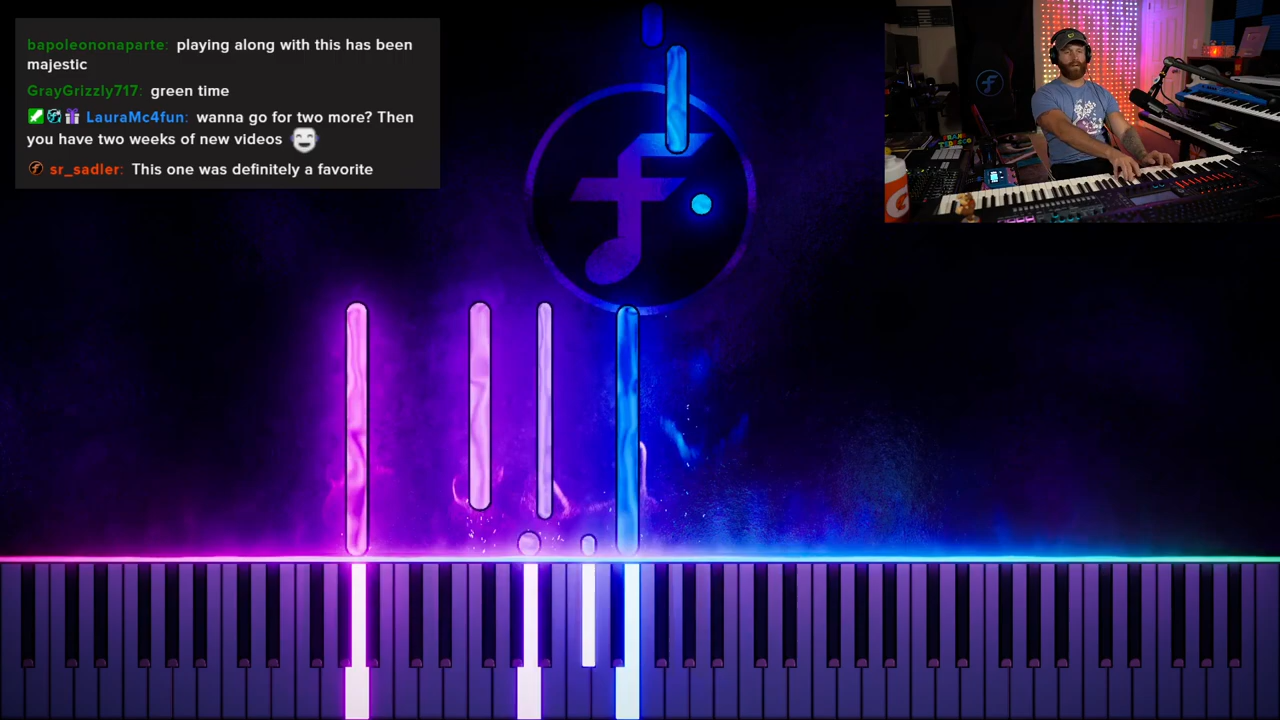 bapoleononaparte: playing along with this has been
majestic
GrayGrizzly717: green time
LauraMc4fun: wanna go for two more? Then
you have two weeks of new videos
sr_sadler: This one was definitely a favorite